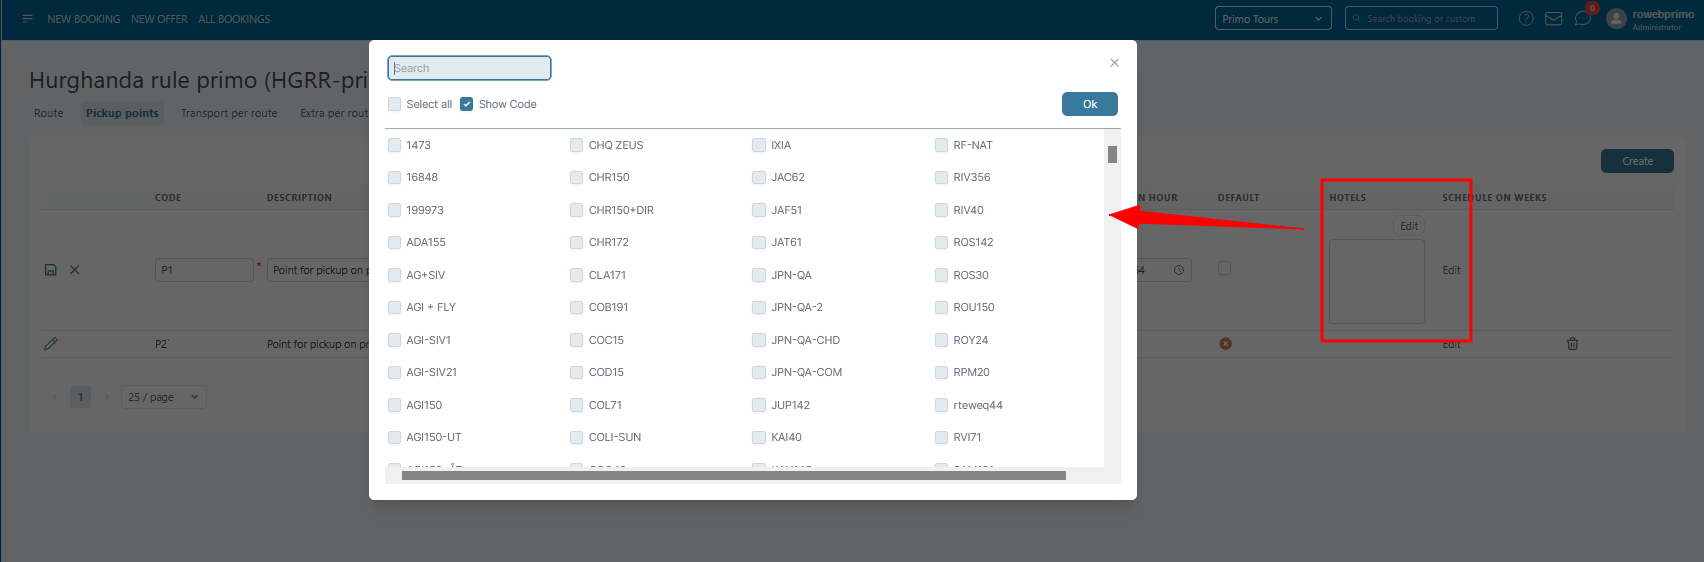 NEW BOOKING NEW OFFER ALL BOOKINGS Primo Tours Search booking or custom 0 rowebprimo
Administrator
Hurghanda rule primo (HGRR-pri
Route Pickup points Transport per route Extra per rout
Search
Select all Show Code Ok
Create
CODE DESCRIPTION N HOUR DEFAULT HOTELS SCHEDULE ON WEEKS
Edit
P1 * Point for pickup on p 54 Edit
P2` Point for pickup on pr Edit
1 25 / page
1473 CHQ ZEUS IXIA RF-NAT
16848 CHR150 JAC62 RIV356
199973 CHR150+DIR JAF51 RIV40
ADA155 CHR172 JAT61 ROS142
AG+SIV CLA171 JPN-QA ROS30
AGI + FLY COB191 JPN-QA-2 ROU150
AGI-SIV1 COC15 JPN-QA-CHD ROY24
AGI-SIV21 COD15 JPN-QA-COM RPM20
AGI150 COL71 JUP142 rteweq44
AGI150-UT COLI-SUN KAI40 RVI71